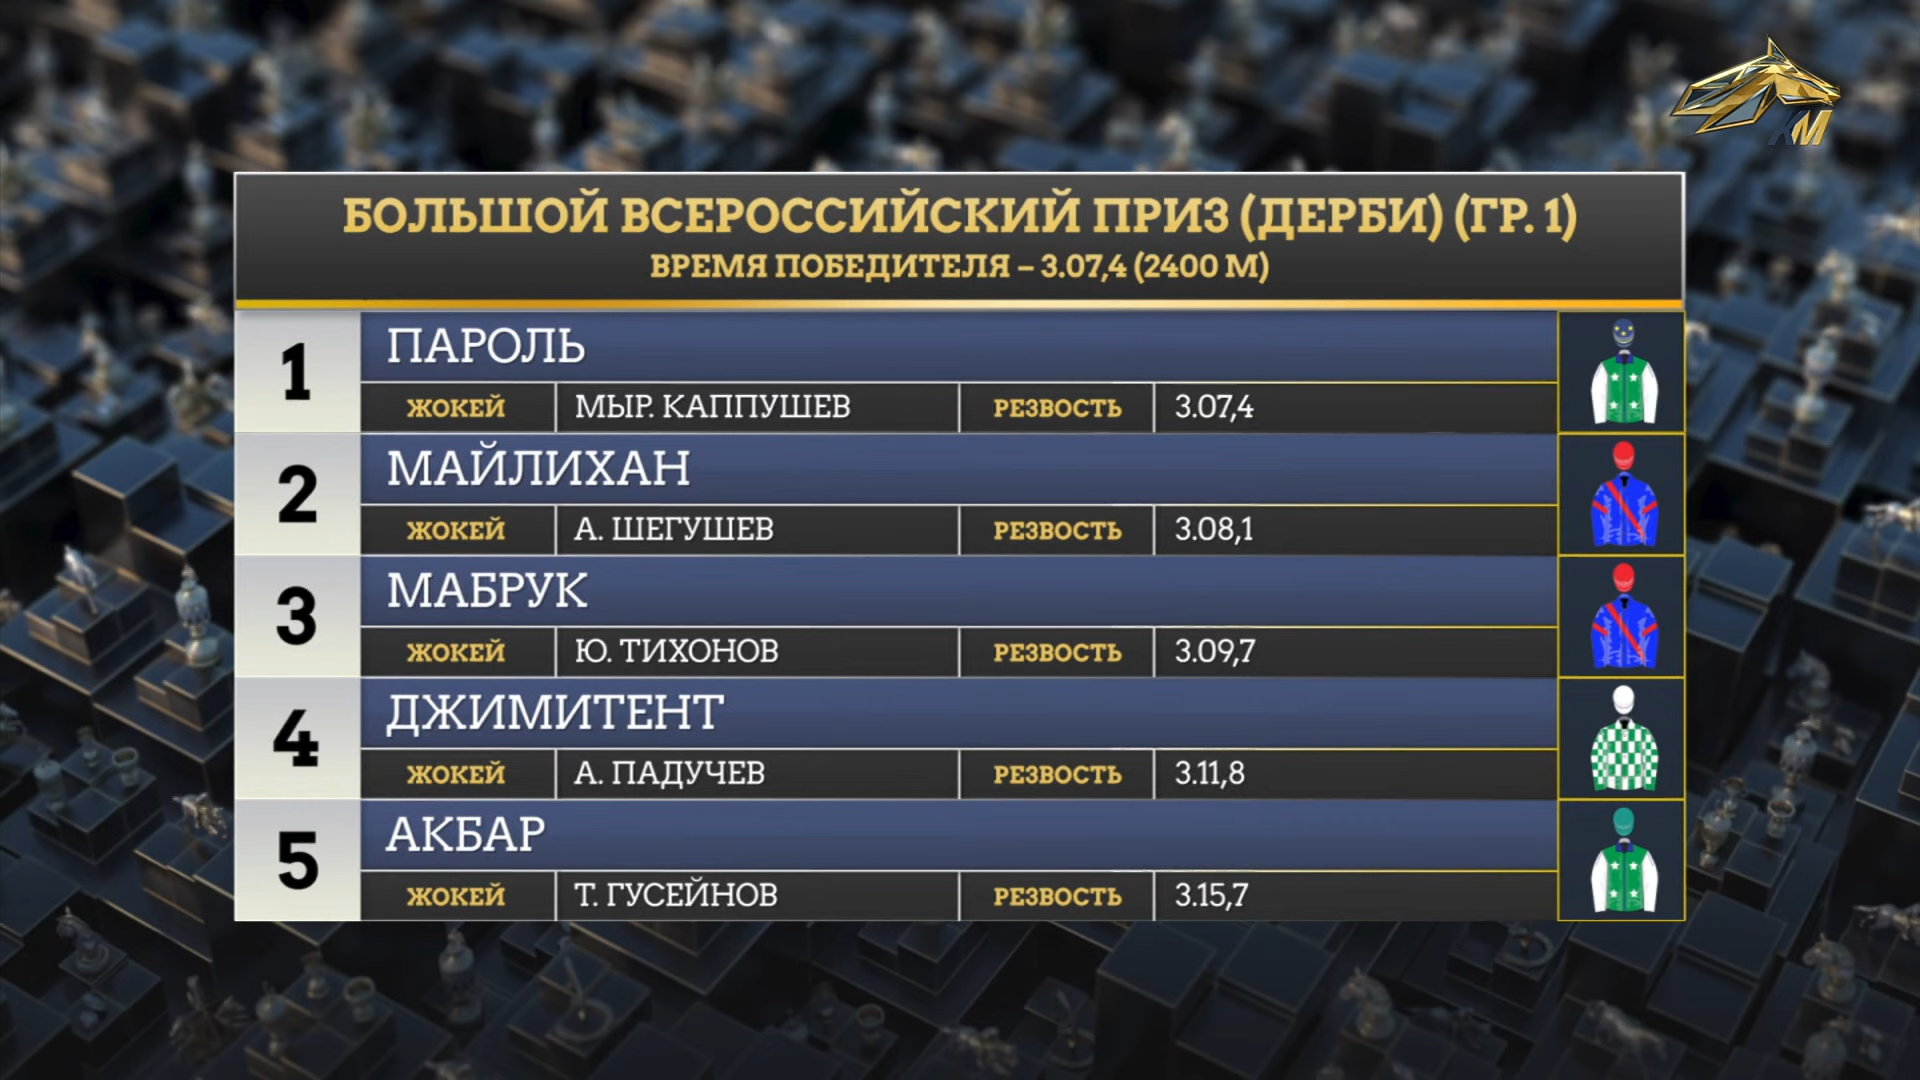 КМ
БОЛЬШОЙ ВСЕРОССИЙСКИЙ ПРИЗ (ДЕРБИ) (ГР. 1)
ВРЕМЯ ПОБЕДИТЕЛЯ – 3.07,4 (2400 М)
1 ПАРОЛЬ
ЖОКЕЙ МЫР. КАППУШЕВ РЕЗВОСТЬ 3.07,4
2 МАЙЛИХАН
ЖОКЕЙ А. ШЕГУШЕВ РЕЗВОСТЬ 3.08,1
3 МАБРУК
ЖОКЕЙ Ю. ТИХОНОВ РЕЗВОСТЬ 3.09,7
4 ДЖИМИТЕНТ
ЖОКЕЙ А. ПАДУЧЕВ РЕЗВОСТЬ 3.11,8
5 АКБАР
ЖОКЕЙ Т. ГУСЕЙНОВ РЕЗВОСТЬ 3.15,7